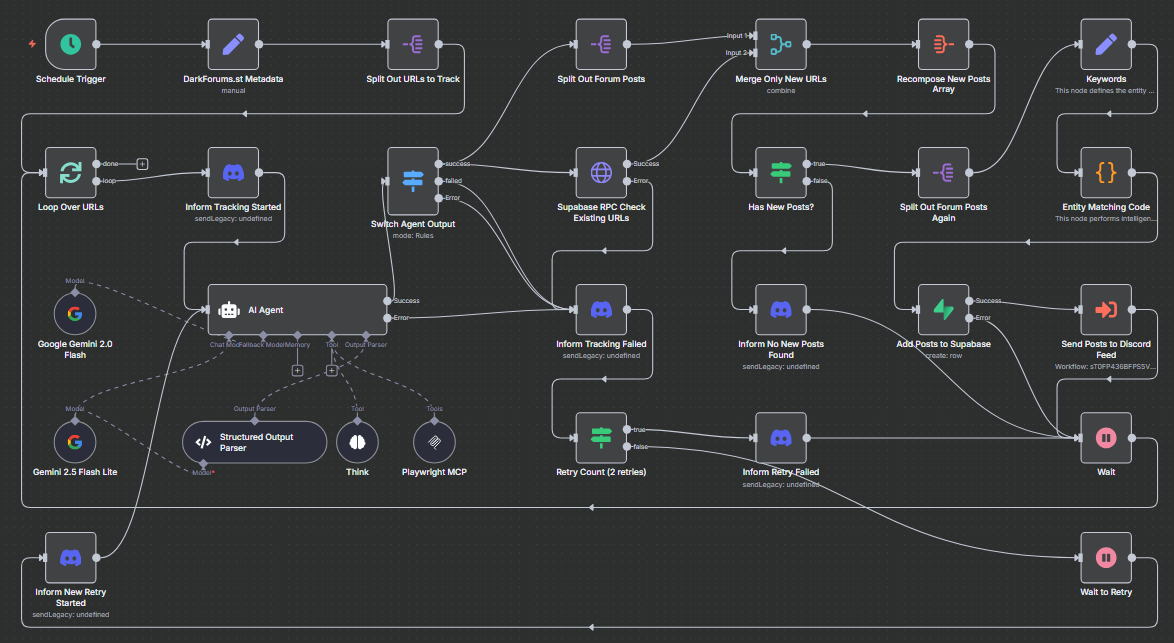 Schedule Trigger
DarkForums.st Metadata
manual
Split Out URLs to Track
Split Out Forum Posts
Input 1
Input 2
Merge Only New URLs
combine
Recompose New Posts
Array
Keywords
This node defines the entity ...
done
loop
Loop Over URLs
Inform Tracking Started
sendLegacy: undefined
success
failed
Error
Switch Agent Output
mode: Rules
Success
Error
Supabase RPC Check
Existing URLs
true
false
Has New Posts?
Split Out Forum Posts
Again
Entity Matching Code
This node performs intelligen...
Model
Google Gemini 2.0
Flash
AI Agent
Success
Error
Chat Mod
Fallback Model
Memory
Tool
Output Parser
Inform Tracking Failed
sendLegacy: undefined
Inform No New Posts
Found
sendLegacy: undefined
Success
Error
Add Posts to Supabase
create: row
Send Posts to Discord
Feed
Model
Gemini 2.5 Flash Lite
Output Parser
Structured Output
Parser
Model*
Tool
Think
Tools
Playwright MCP
true
false
Retry Count (2 retries)
Inform Retry Failed
sendLegacy: undefined
Wait
Inform New Retry
Started
sendLegacy: undefined
Wait to Retry